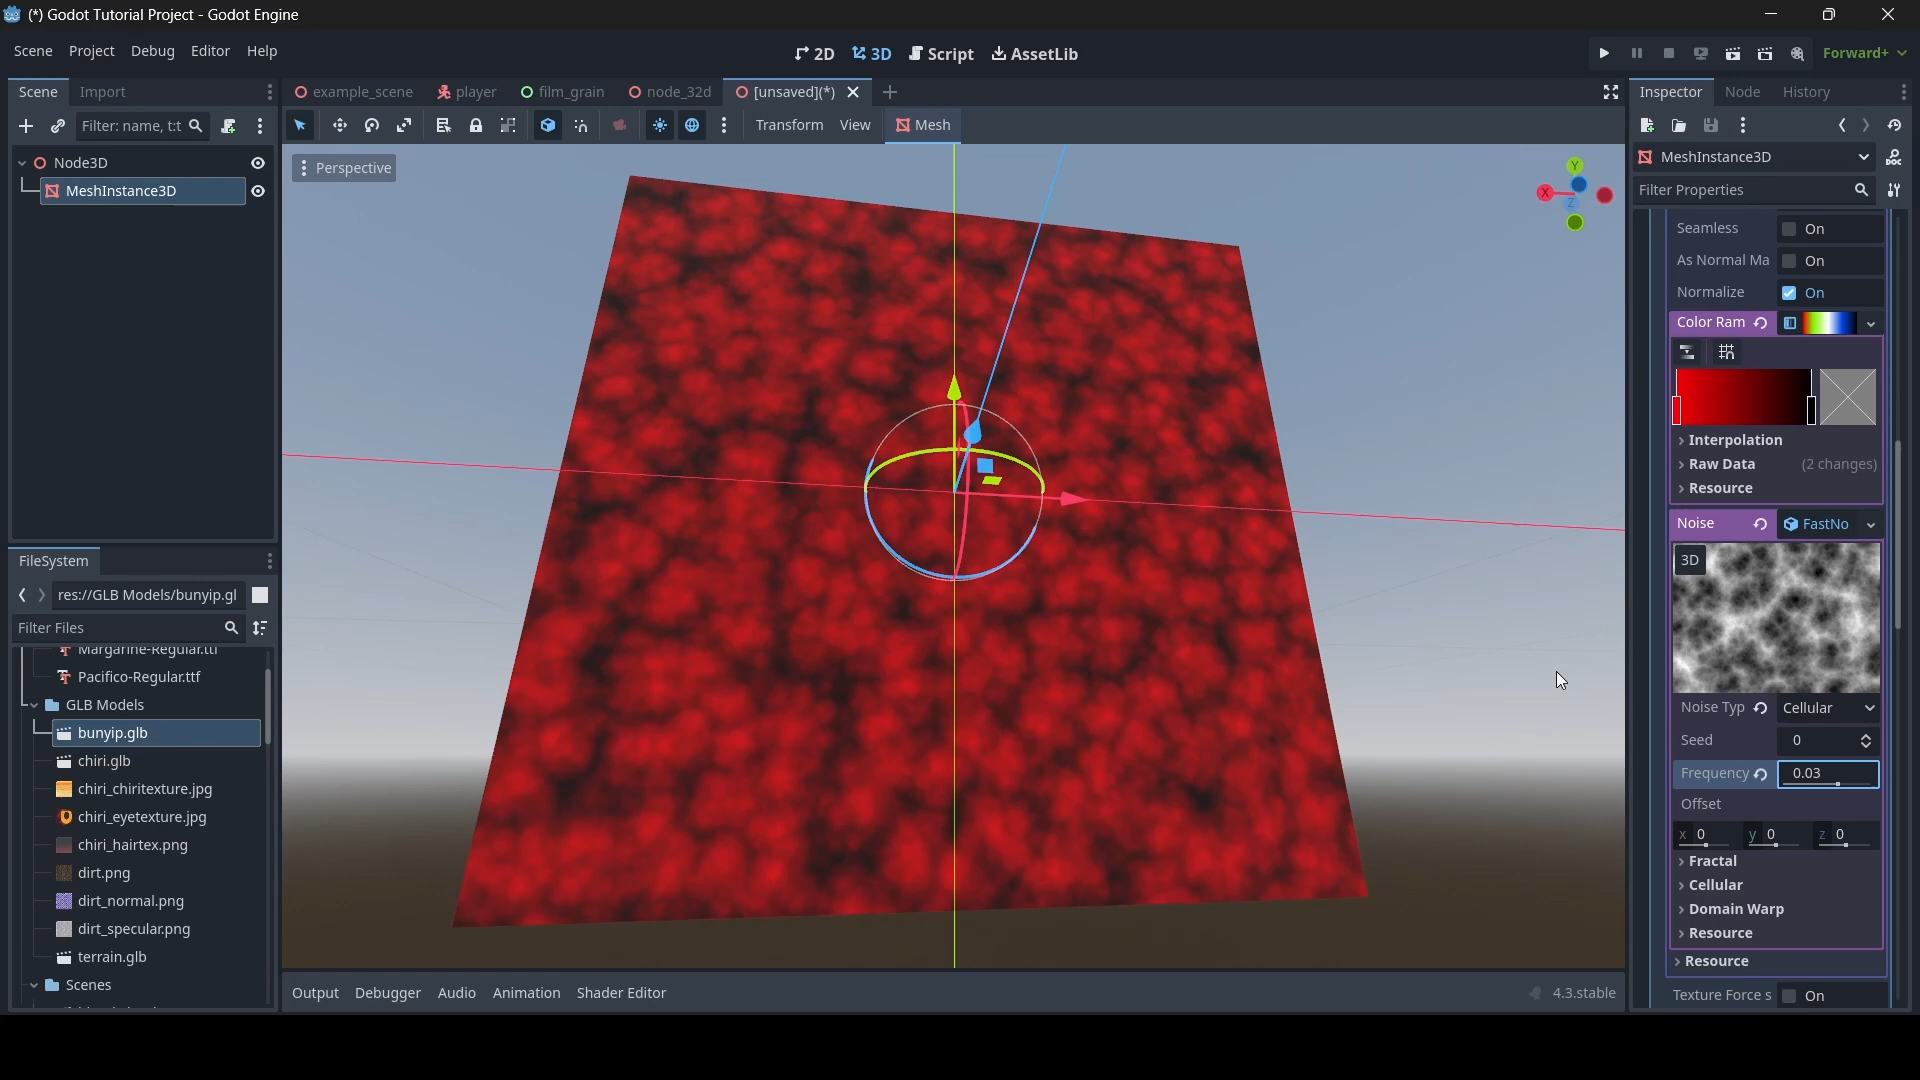 (*) Godot Tutorial Project - Godot Engine
Scene Project Debug Editor Help
2D 3D Script AssetLib
Forward+
Scene Import
example_scene player film_grain node_32d [unsaved](*)
Inspector Node History
Filter: name, t:t
Transform View Mesh
Node3D
MeshInstance3D
Perspective
Y
X
Z
MeshInstance3D
Filter Properties
Seamless On
As Normal Ma On
Normalize On
Color Ram
Interpolation
Raw Data (2 changes)
Resource
Noise FastNo
3D
Noise Typ Cellular
Seed 0
Frequency 0.03
Offset
x 0 y 0 z 0
Fractal
Cellular
Domain Warp
Resource
Resource
Texture Force s On
FileSystem
res://GLB Models/bunyip.gl
Filter Files
Margarine-Regular.ttf
Pacifico-Regular.ttf
GLB Models
bunyip.glb
chiri.glb
chiri_chiritexture.jpg
chiri_eyetexture.jpg
chiri_hairtex.png
dirt.png
dirt_normal.png
dirt_specular.png
terrain.glb
Scenes
Output Debugger Audio Animation Shader Editor
4.3.stable